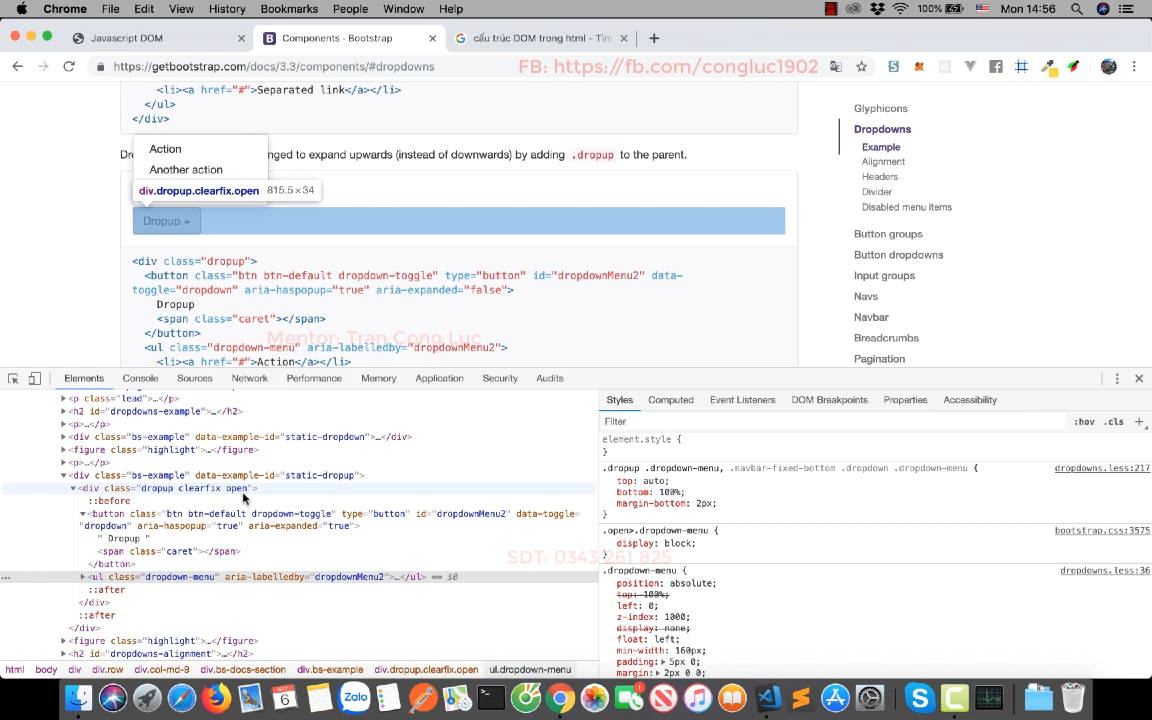 Chrome File Edit View History Bookmarks People Window Help 100% Mon 14:56
Javascript DOM Components · Bootstrap cấu trúc DOM trong html - Tìm
https://getbootstrap.com/docs/3.3/components/#dropdowns FB: https://fb.com/congluc1902
<li><a href="#">Separated link</a></li>
</ul>
</div>
nged to expand upwards (instead of downwards) by adding .dropup to the parent.
Action
Another action
div.dropup.clearfix.open 815.5 × 34
Dropup
<div class="dropup">
<button class="btn btn-default dropdown-toggle" type="button" id="dropdownMenu2" data-
toggle="dropdown" aria-haspopup="true" aria-expanded="false">
Dropup
<span class="caret"></span>
</button>
Mentor: Tran Cong Luc
<ul class="dropdown-menu" aria-labelledby="dropdownMenu2">
<li><a href="#">Action</a></li>
Glyphicons
Dropdowns
Example
Alignment
Headers
Divider
Disabled menu items
Button groups
Button dropdowns
Input groups
Navs
Navbar
Breadcrumbs
Pagination
Elements Console Sources Network Performance Memory Application Security Audits
<p class="lead">…</p>
<h2 id="dropdowns-example">…</h2>
<p>…</p>
<div class="bs-example" data-example-id="static-dropdown">…</div>
<figure class="highlight">…</figure>
<p>…</p>
<div class="bs-example" data-example-id="static-dropup">
<div class="dropup clearfix open">
::before
<button class="btn btn-default dropdown-toggle" type="button" id="dropdownMenu2" data-toggle=
"dropdown" aria-haspopup="true" aria-expanded="true">
" Dropup "
<span class="caret"></span>
</button>
<ul class="dropdown-menu" aria-labelledby="dropdownMenu2">…</ul> == $0
::after
</div>
::after
</div>
<figure class="highlight">…</figure>
<h2 id="dropdowns-alignment">…</h2>
html body div div.row div.col-md-9 div.bs-docs-section div.bs-example div.dropup.clearfix.open ul.dropdown-menu
SDT: 0343 261 825
Styles Computed Event Listeners DOM Breakpoints Properties Accessibility
Filter :hov .cls +
element.style {
}
.dropup .dropdown-menu, .navbar-fixed-bottom .dropdown .dropdown-menu { dropdowns.less:217
top: auto;
bottom: 100%;
margin-bottom: 2px;
}
.open>.dropdown-menu { bootstrap.css:3575
display: block;
}
.dropdown-menu { dropdowns.less:36
position: absolute;
top: 100%;
left: 0;
z-index: 1000;
display: none;
float: left;
min-width: 160px;
padding: 5px 0;
margin: 2px 0 0;
6 Zalo 1